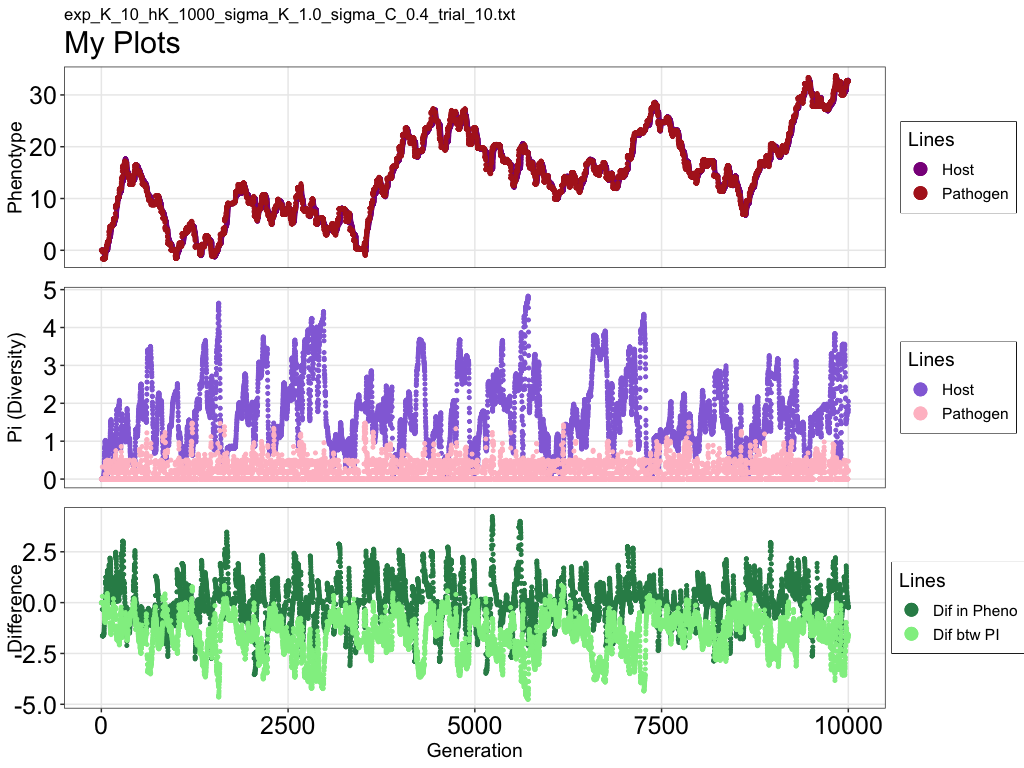 exp_K_10_hK_1000_sigma_K_1.0_sigma_C_0.4_trial_10.txt
My Plots
Phenotype
30
20
10
0
Lines
Host
Pathogen
Pi (Diversity)
5
4
3
2
1
0
Lines
Host
Pathogen
Difference
2.5
0.0
-2.5
-5.0
Lines
Dif in Pheno
Dif btw PI
0 2500 5000 7500 10000
Generation